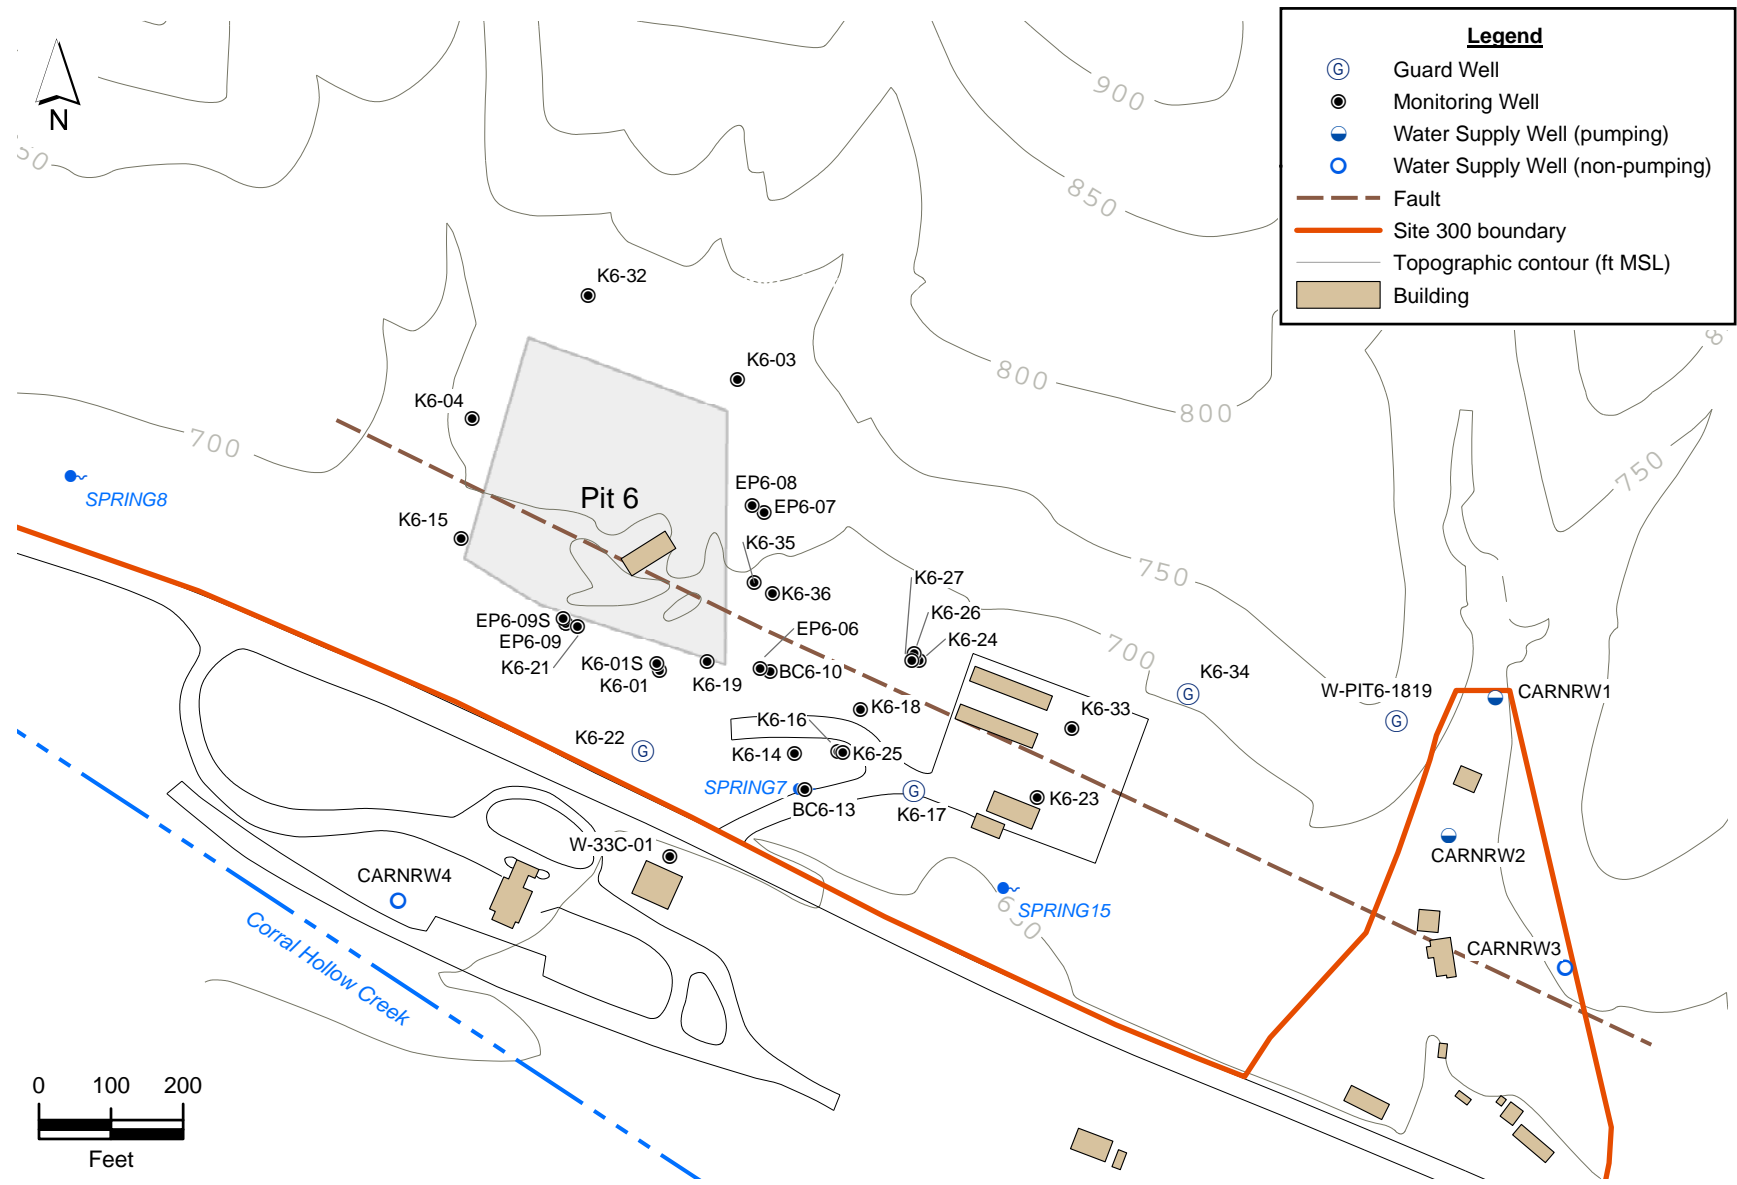 Legend
Guard Well
Monitoring Well
Water Supply Well (pumping)
Water Supply Well (non-pumping)
Fault
Site 300 boundary
Topographic contour (ft MSL)
Building
N
900
50
850
K6-32
K6-03
800
800
K6-04
700
750
SPRING8
Pit 6
EP6-08
EP6-07
K6-15
K6-35
750
K6-27
K6-36
K6-26
EP6-09S
EP6-06
K6-24
EP6-09
700
K6-21
K6-01S
BC6-10
K6-34
K6-01
K6-19
W-PIT6-1819
CARNRW1
K6-18
K6-33
K6-16
K6-22
K6-14
K6-25
SPRING7
K6-23
BC6-13
K6-17
W-33C-01
CARNRW2
CARNRW4
SPRING15
650
Corral Hollow Creek
CARNRW3
0 100 200
Feet
G
G
G
G
G